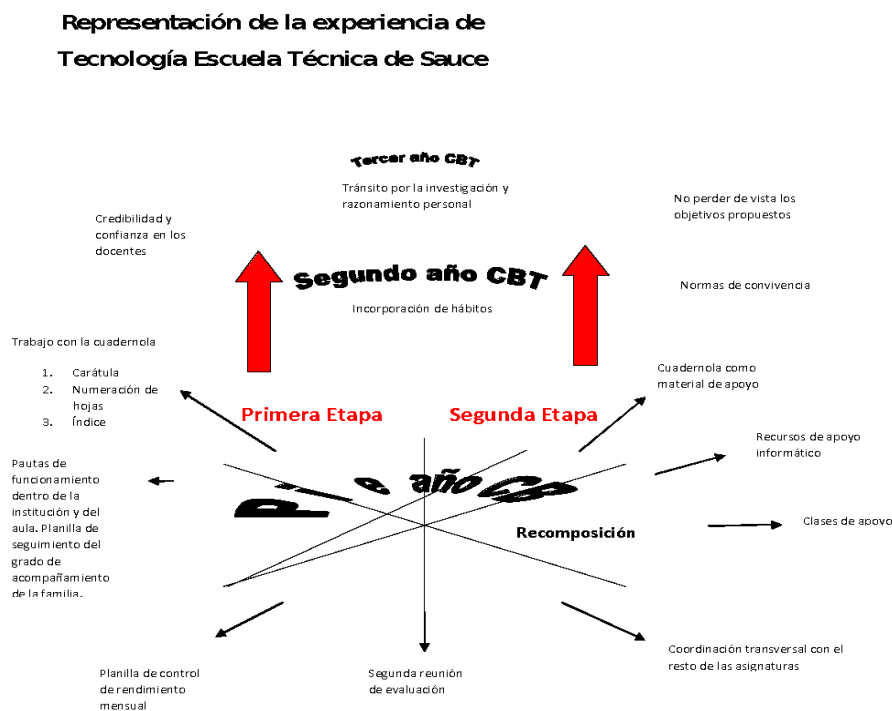 Representación de la experiencia de
Tecnología Escuela Técnica de Sauce
Tercer año CBT
Tránsito por la investigación y
razonamiento personal
Credibilidad y
confianza en los
docentes
No perder de vista los
objetivos propuestos
Segundo año CBT
Incorporación de hábitos
Normas de convivencia
Trabajo con la cuadernola
1. Carátula
2. Numeración de
hojas
3. Índice
Cuadernola como
material de apoyo
Primera Etapa
Segunda Etapa
Recursos de apoyo
informático
Pautas de
funcionamiento
dentro de la
institución y del
aula. Planilla de
seguimiento del
grado de
acompañamiento
de la familia.
año
Recomposición
Clases de apoyo
Planilla de control
de rendimiento
mensual
Segunda reunión
de evaluación
Coordinación transversal con el
resto de las asignaturas